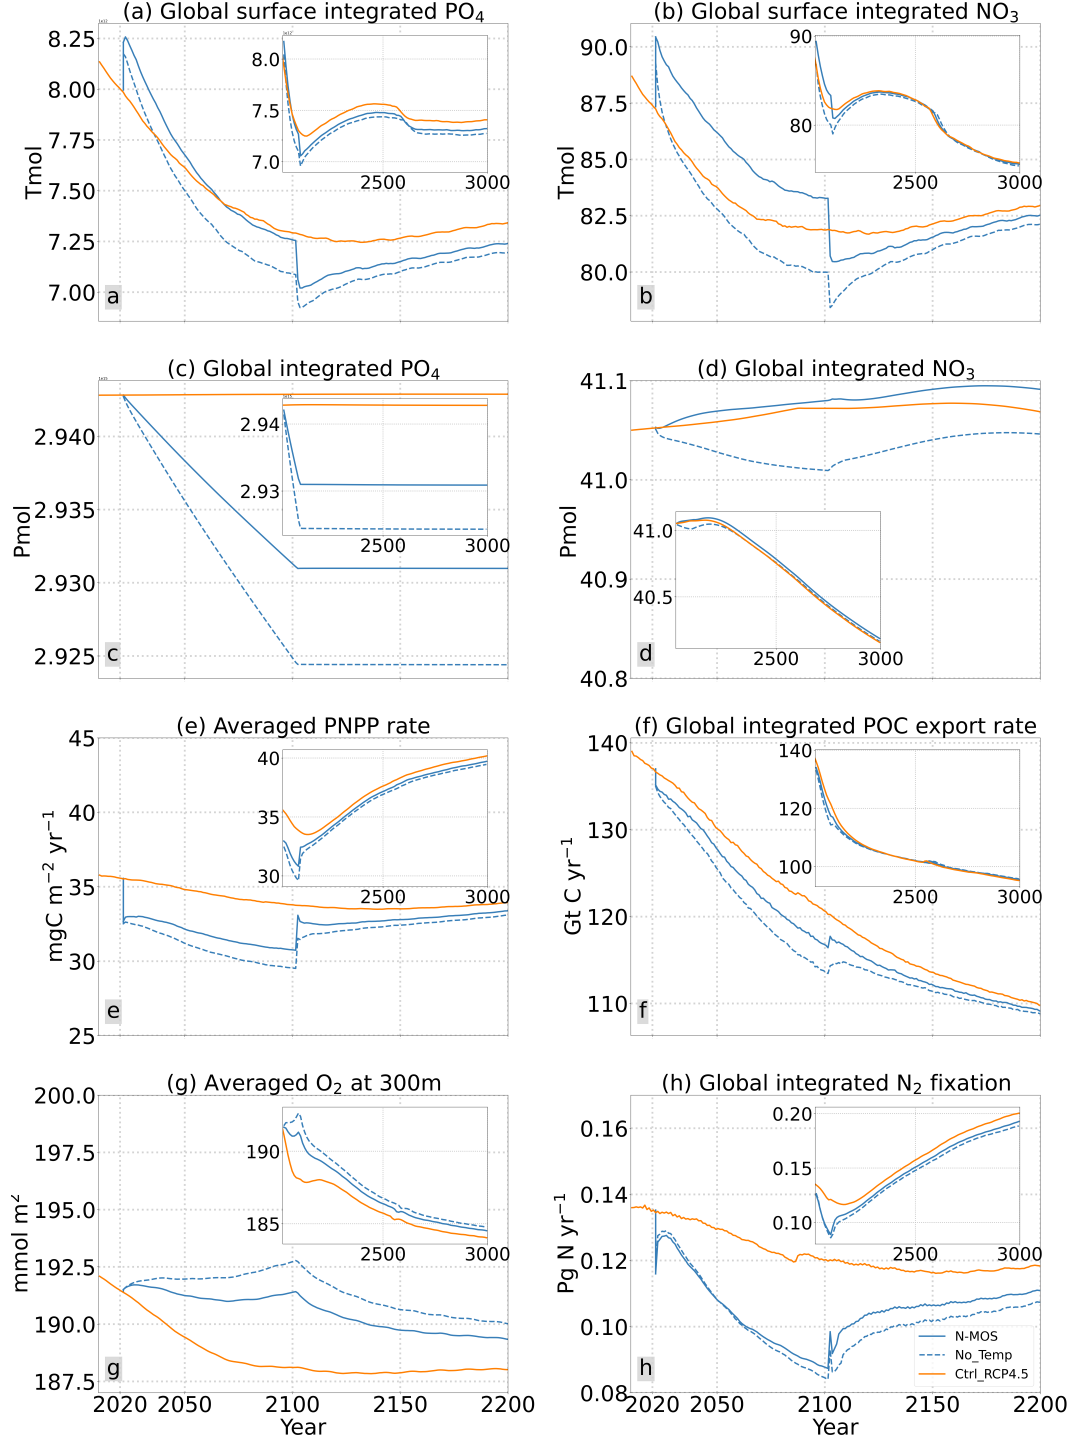 (a) Global surface integrated PO₄
1e13
8.25
8.00
7.75
7.50
7.25
7.00
Tmol
8.0
7.5
7.0
2500
3000
a
(b) Global surface integrated NO₃
90.0
87.5
85.0
82.5
80.0
Tmol
90
80
2500
3000
b
(c) Global integrated PO₄
1e15
2.940
2.935
2.930
2.925
Pmol
2.94
2.93
2500
3000
c
(d) Global integrated NO₃
41.1
41.0
40.9
40.8
Pmol
41.0
40.5
2500
3000
d
(e) Averaged PNPP rate
45
40
35
30
25
mgC m⁻² yr⁻¹
40
35
30
2500
3000
e
(f) Global integrated POC export rate
140
130
120
110
Gt C yr⁻¹
140
120
100
2500
3000
f
(g) Averaged O₂ at 300m
200.0
197.5
195.0
192.5
190.0
187.5
mmol m²
190
185
2500
3000
g
2020 2050 2100 2150 2200
Year
(h) Global integrated N₂ fixation
0.16
0.14
0.12
0.10
0.08
Pg N yr⁻¹
0.20
0.15
0.10
2500
3000
h
N-MOS
No_Temp
Ctrl_RCP4.5
2020 2050 2100 2150 2200
Year